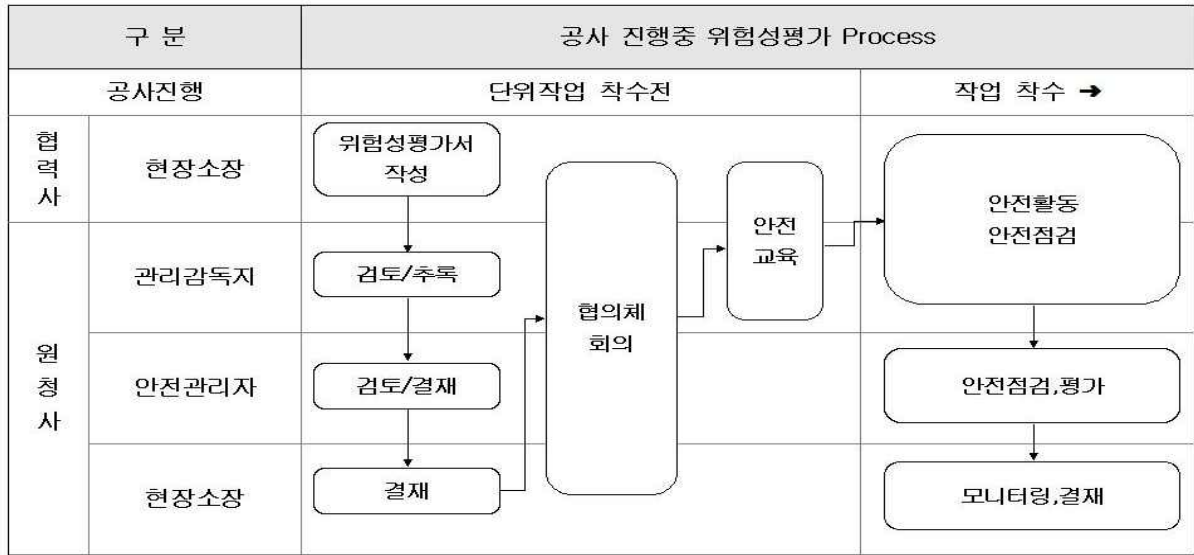 구 분
공사 진행중 위험성평가 Process
공사진행
단위작업 착수전
작업 착수 ➔
협
력
사
현장소장
위험성평가서
작성
안전
교육
안전활동
안전점검
원
청
사
관리감독지
검토/추록
협의체
회의
안전관리자
검토/결재
안전점검,평가
현장소장
결재
모니터링,결재